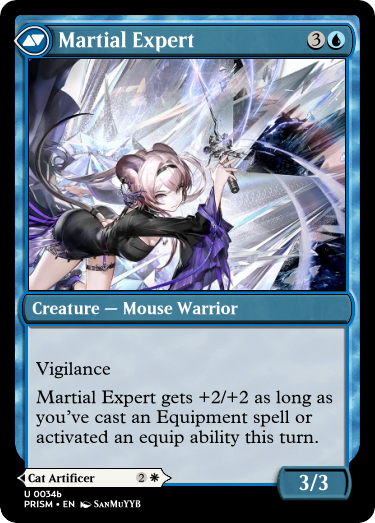 Martial Expert 3
Creature — Mouse Warrior
Vigilance
Martial Expert gets +2/+2 as long as
you've cast an Equipment spell or
activated an equip ability this turn.
Cat Artificer 2
3/3
U 0034b
PRISM • EN SanMuYYB